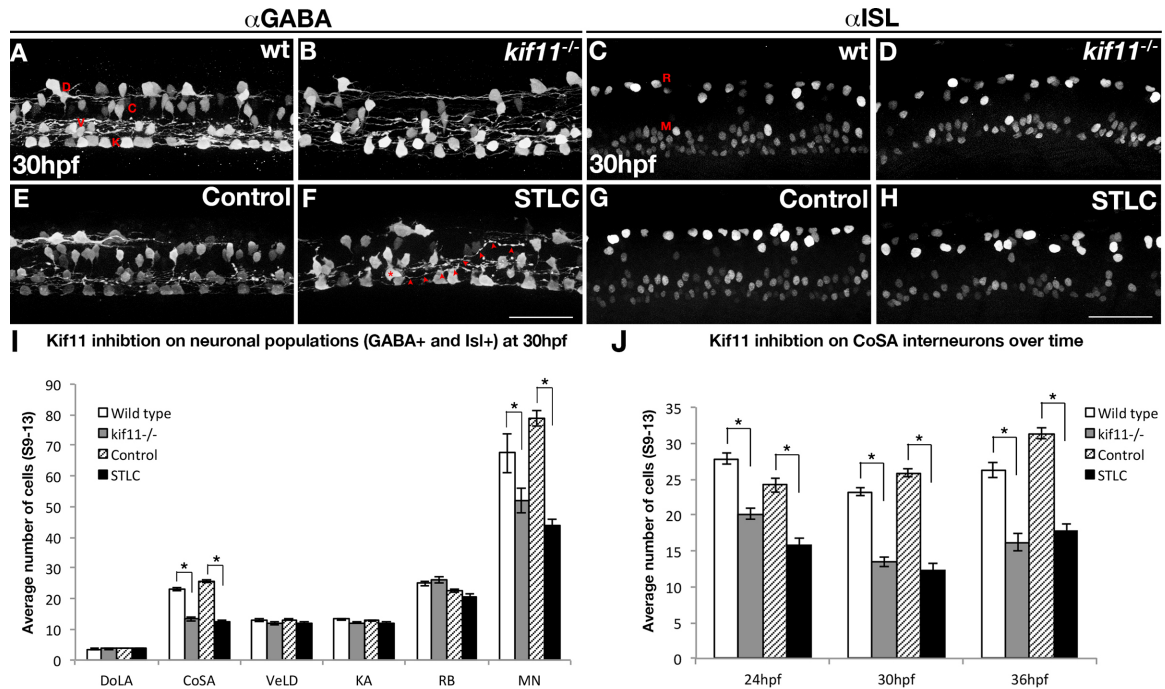 αGABA
αISL
A
wt
B
kif11-/-
C
wt
D
kif11-/-
D
C
V
K
R
M
30hpf
30hpf
E
Control
F
STLC
G
Control
H
STLC
I
Kif11 inhibtion on neuronal populations (GABA+ and Isl+) at 30hpf
Average number of cells (S9-13)
90
80
70
60
50
40
30
20
10
0
Wild type
kif11-/-
Control
STLC
* * * *
DoLA CoSA VeLD KA RB MN
J
Kif11 inhibtion on CoSA interneurons over time
Average number of cells (S9-13)
35
30
25
20
15
10
5
0
Wild type
kif11-/-
Control
STLC
* * * * * *
24hpf 30hpf 36hpf